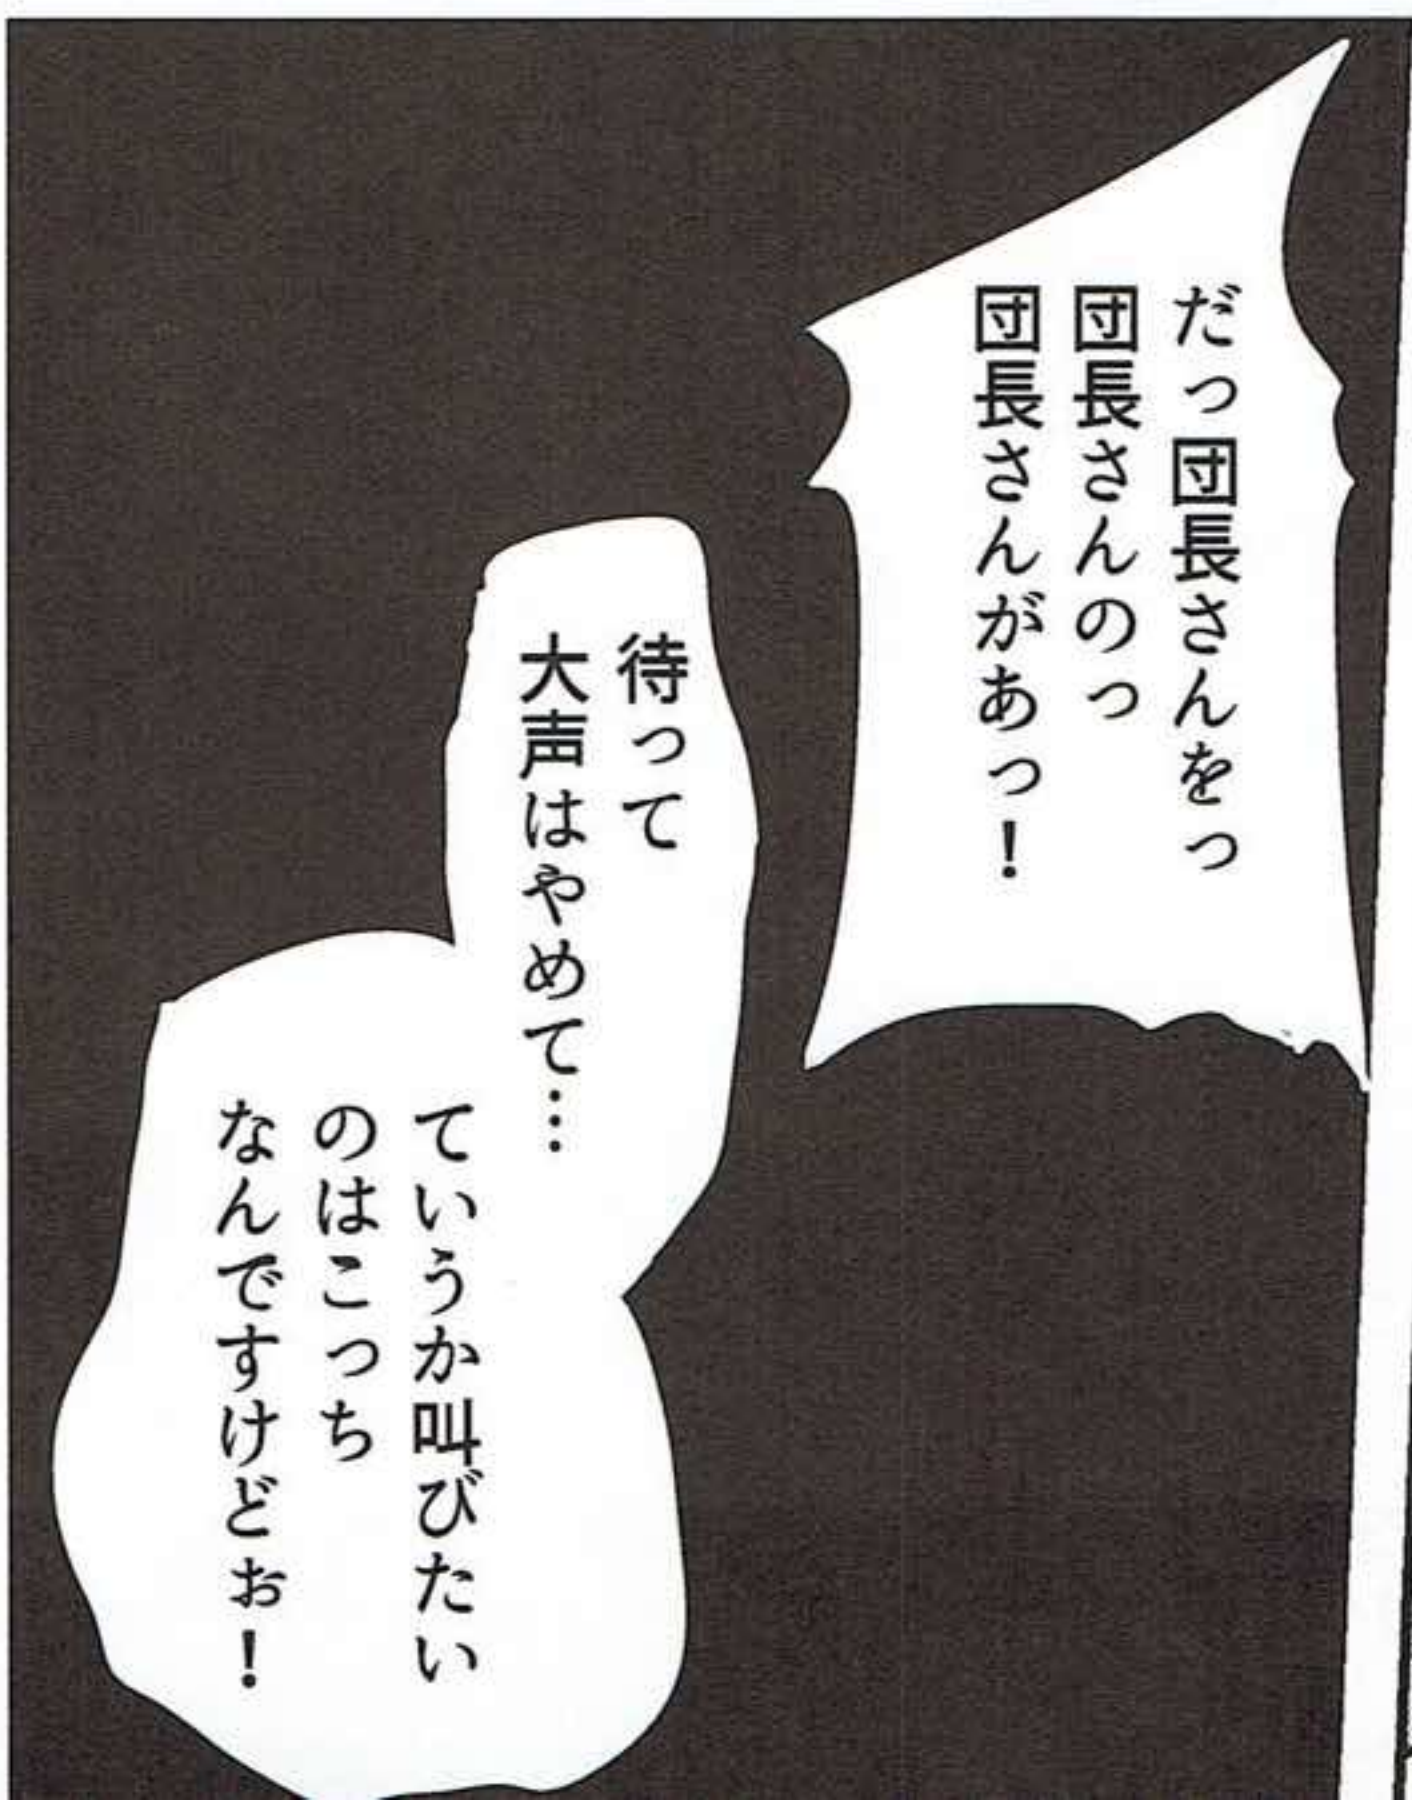 だっ団長さんをっ
団長さんのっ
団長さんがあっ！
待って
大声はやめて…
ていうか叫びたい
のはこっち
なんですけどぉ！